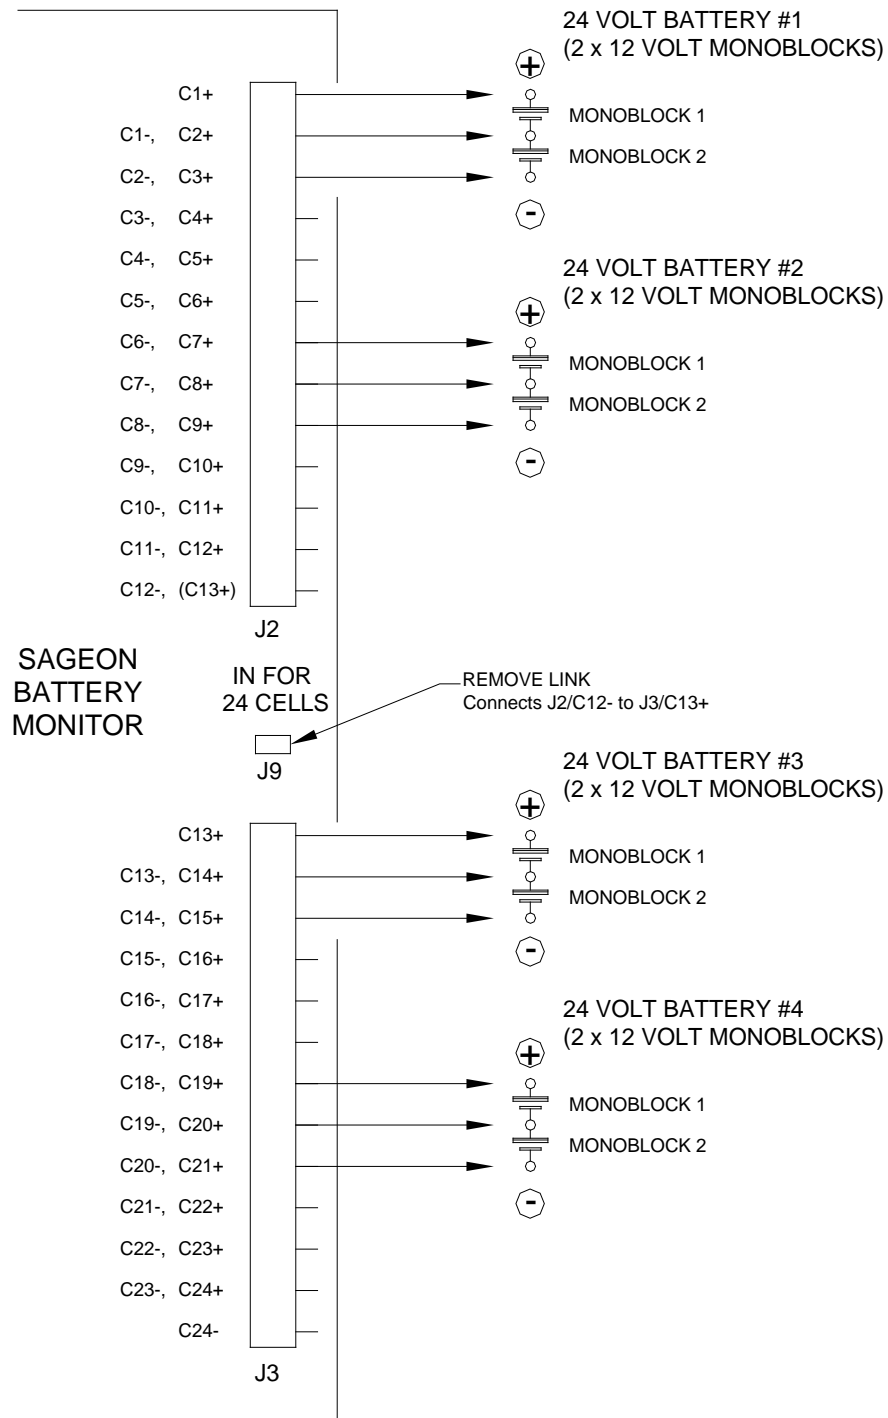 24 VOLT BATTERY #1
(2 x 12 VOLT MONOBLOCKS)
+
C1+
MONOBLOCK 1
C1-, C2+
MONOBLOCK 2
C2-, C3+
C3-, C4+
-
C4-, C5+
24 VOLT BATTERY #2
(2 x 12 VOLT MONOBLOCKS)
C5-, C6+
+
C6-, C7+
MONOBLOCK 1
C7-, C8+
MONOBLOCK 2
C8-, C9+
C9-, C10+
-
C10-, C11+
C11-, C12+
C12-, (C13+)
J2
SAGEON
BATTERY
MONITOR
IN FOR
24 CELLS
REMOVE LINK
Connects J2/C12- to J3/C13+
J9
24 VOLT BATTERY #3
(2 x 12 VOLT MONOBLOCKS)
+
C13+
MONOBLOCK 1
C13-, C14+
MONOBLOCK 2
C14-, C15+
C15-, C16+
-
C16-, C17+
24 VOLT BATTERY #4
(2 x 12 VOLT MONOBLOCKS)
C17-, C18+
+
C18-, C19+
MONOBLOCK 1
C19-, C20+
MONOBLOCK 2
C20-, C21+
C21-, C22+
-
C22-, C23+
C23-, C24+
C24-
J3